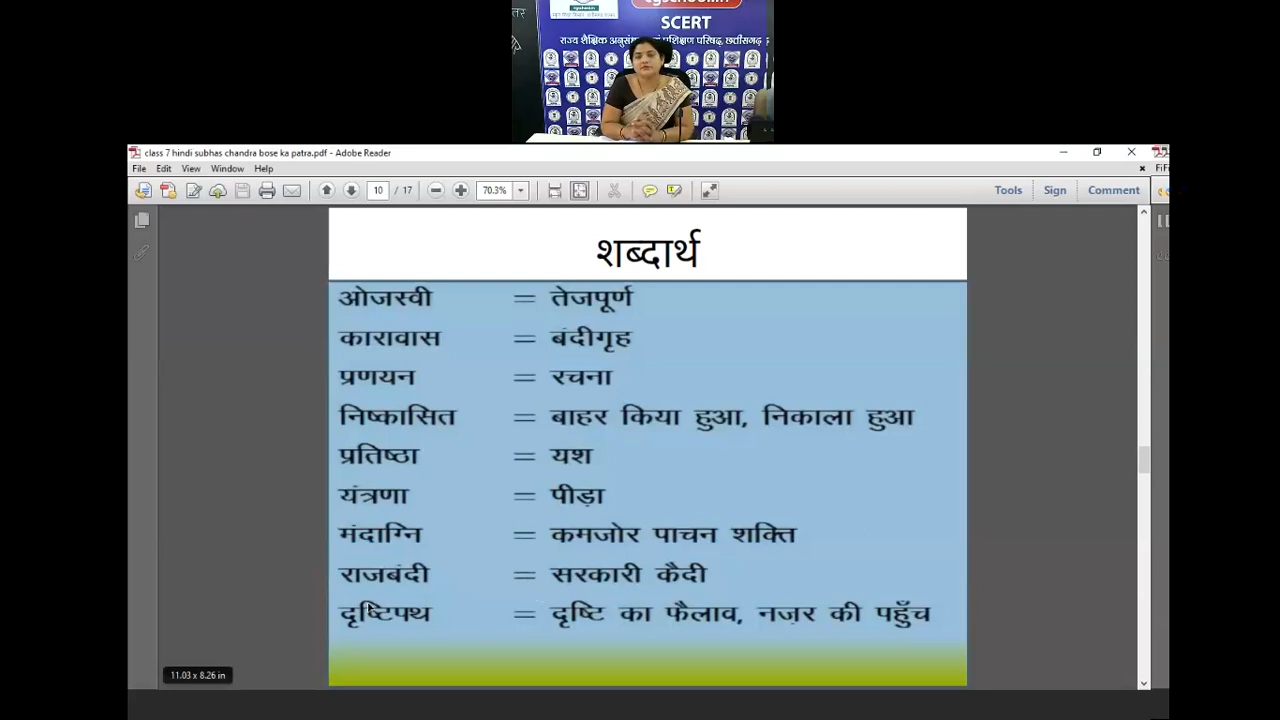 तर
SCERT
class 7 hindi subhas chandra bose ka patra.pdf - Adobe Reader
File Edit View Window Help
10 / 17 70.3% Tools Sign Comment
शब्दार्थ
ओजस्वी = तेजपूर्ण
कारावास = बंदीगृह
प्रणयन = रचना
निष्कासित = बाहर किया हुआ, निकाला हुआ
प्रतिष्ठा = यश
यंत्रणा = पीड़ा
मंदाग्नि = कमजोर पाचन शक्ति
राजबंदी = सरकारी कैदी
दृष्टिपथ = दृष्टि का फैलाव, नज़र की पहुँच
11.03 x 8.26 in